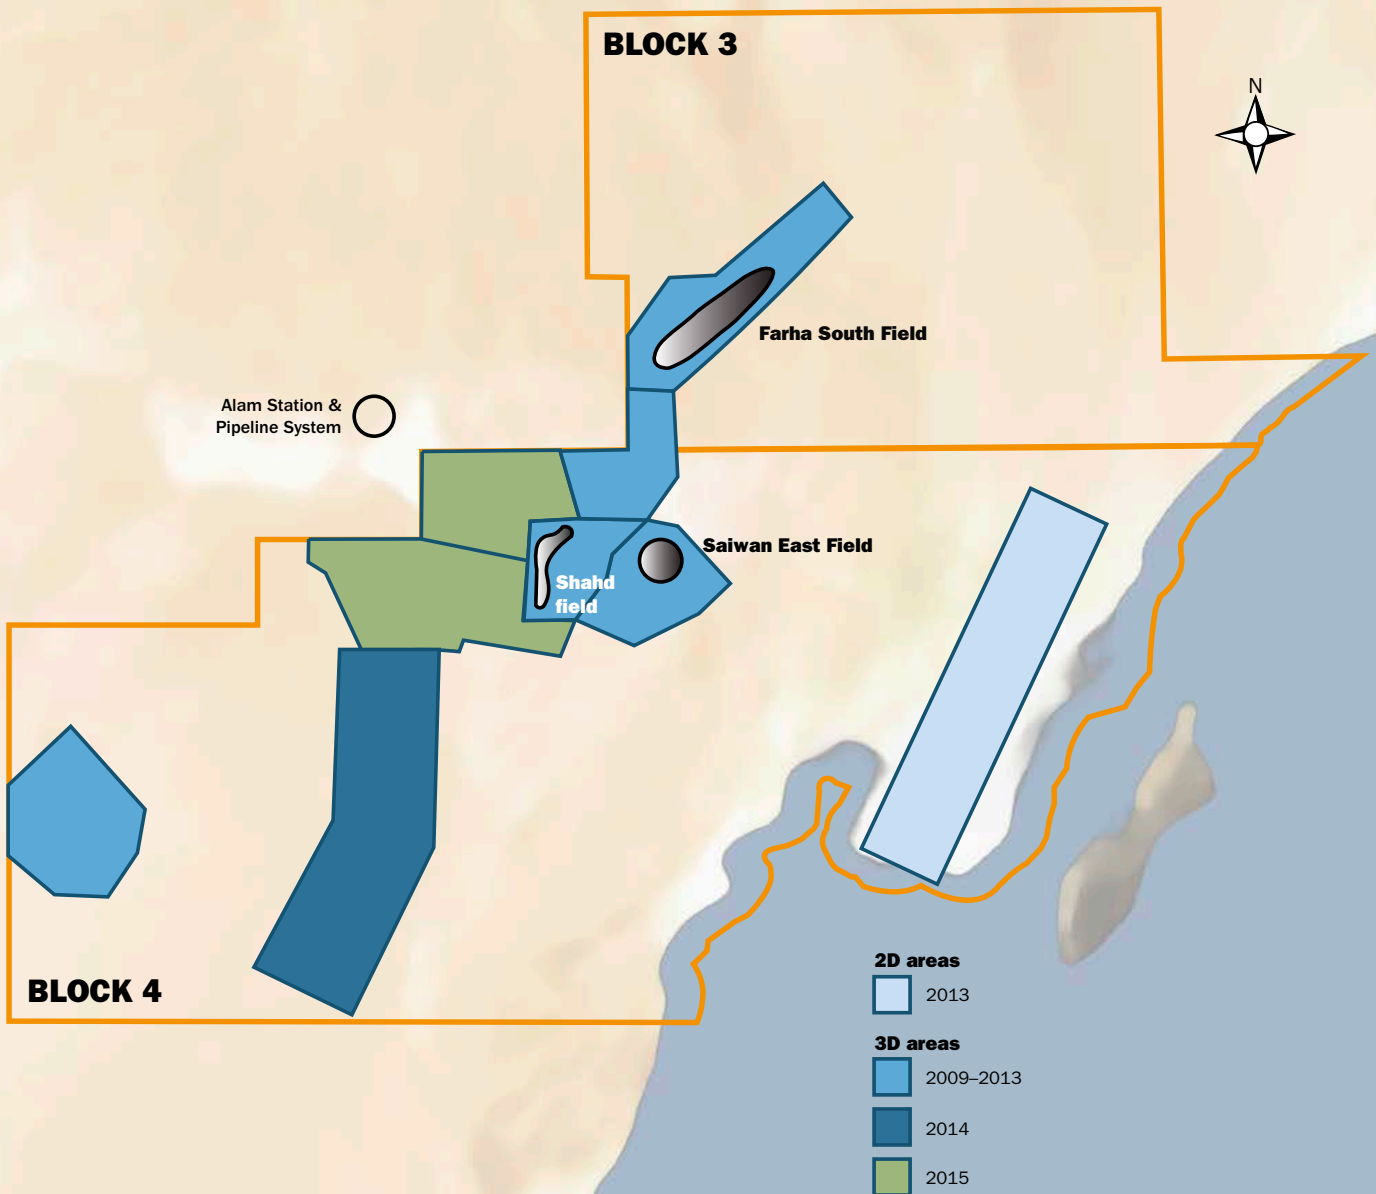 BLOCK 3
N
Farha South Field
Alam Station &
Pipeline System
Saiwan East Field
Shahd
field
BLOCK 4
2D areas
2013
3D areas
2009–2013
2014
2015